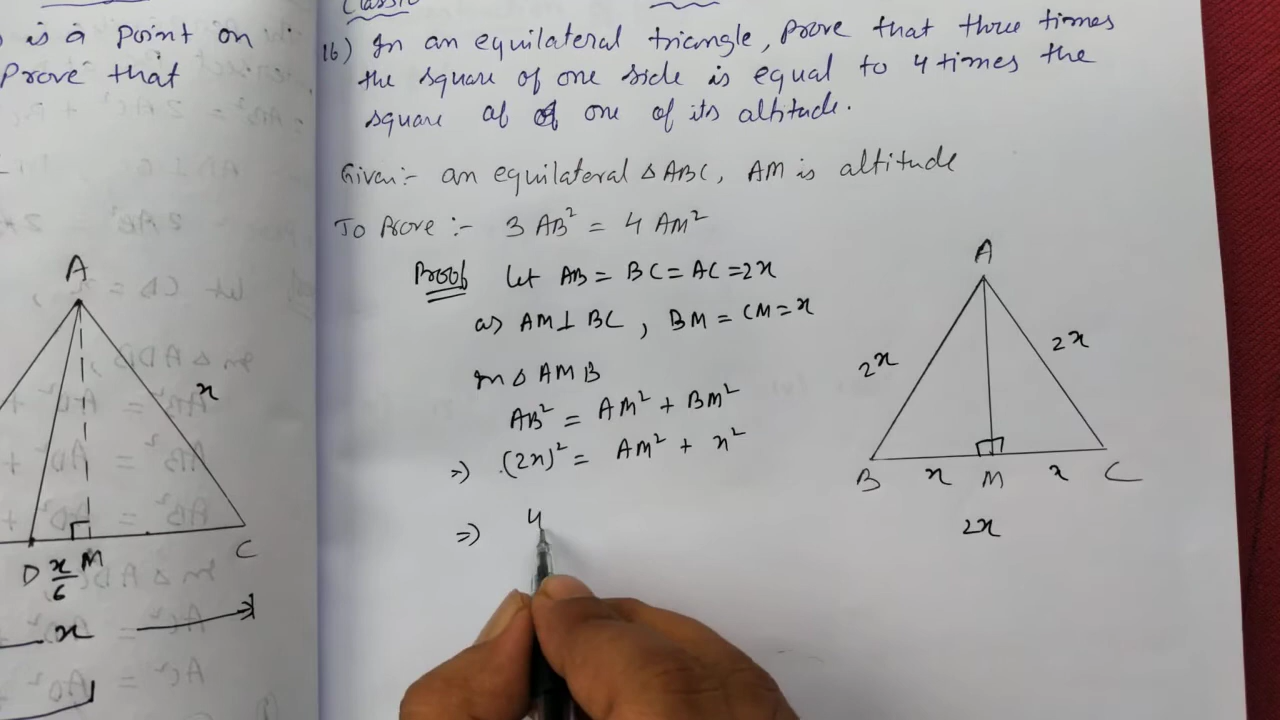 is a point on
Prove that
A
x
D x/6 M
C
x
16) In an equilateral triangle, prove that three times
the square of one side is equal to 4 times the
square of one of its altitude.
Given:- an equilateral △ABC, AM is altitude
To Prove :- 3 AB² = 4 AM²
Proof let AB = BC = AC = 2x
as AM ⊥ BC, BM = CM = x
In △ AMB
AB² = AM² + BM²
=> (2x)² = AM² + x²
=> 4
A
2x 2x
B x M x C
2x